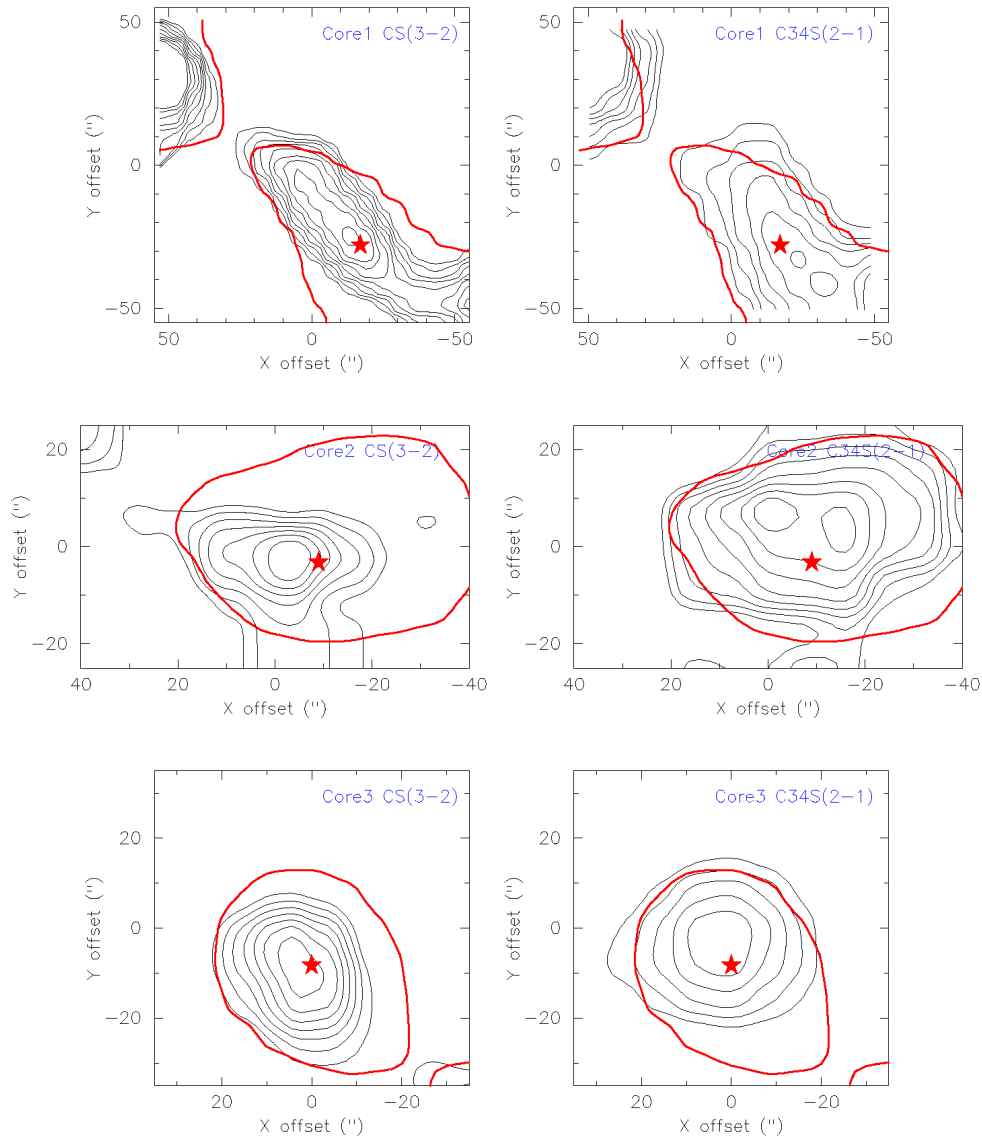 Core1 CS(3-2)
50
0
-50
Y offset (")
50
0
-50
X offset (")
Core1 C34S(2-1)
50
0
-50
Y offset (")
50
0
-50
X offset (")
Core2 CS(3-2)
20
0
-20
Y offset (")
40
20
0
-20
-40
X offset (")
Core2 C34S(2-1)
20
0
-20
Y offset (")
40
20
0
-20
-40
X offset (")
Core3 CS(3-2)
20
0
-20
Y offset (")
20
0
-20
X offset (")
Core3 C34S(2-1)
20
0
-20
Y offset (")
20
0
-20
X offset (")